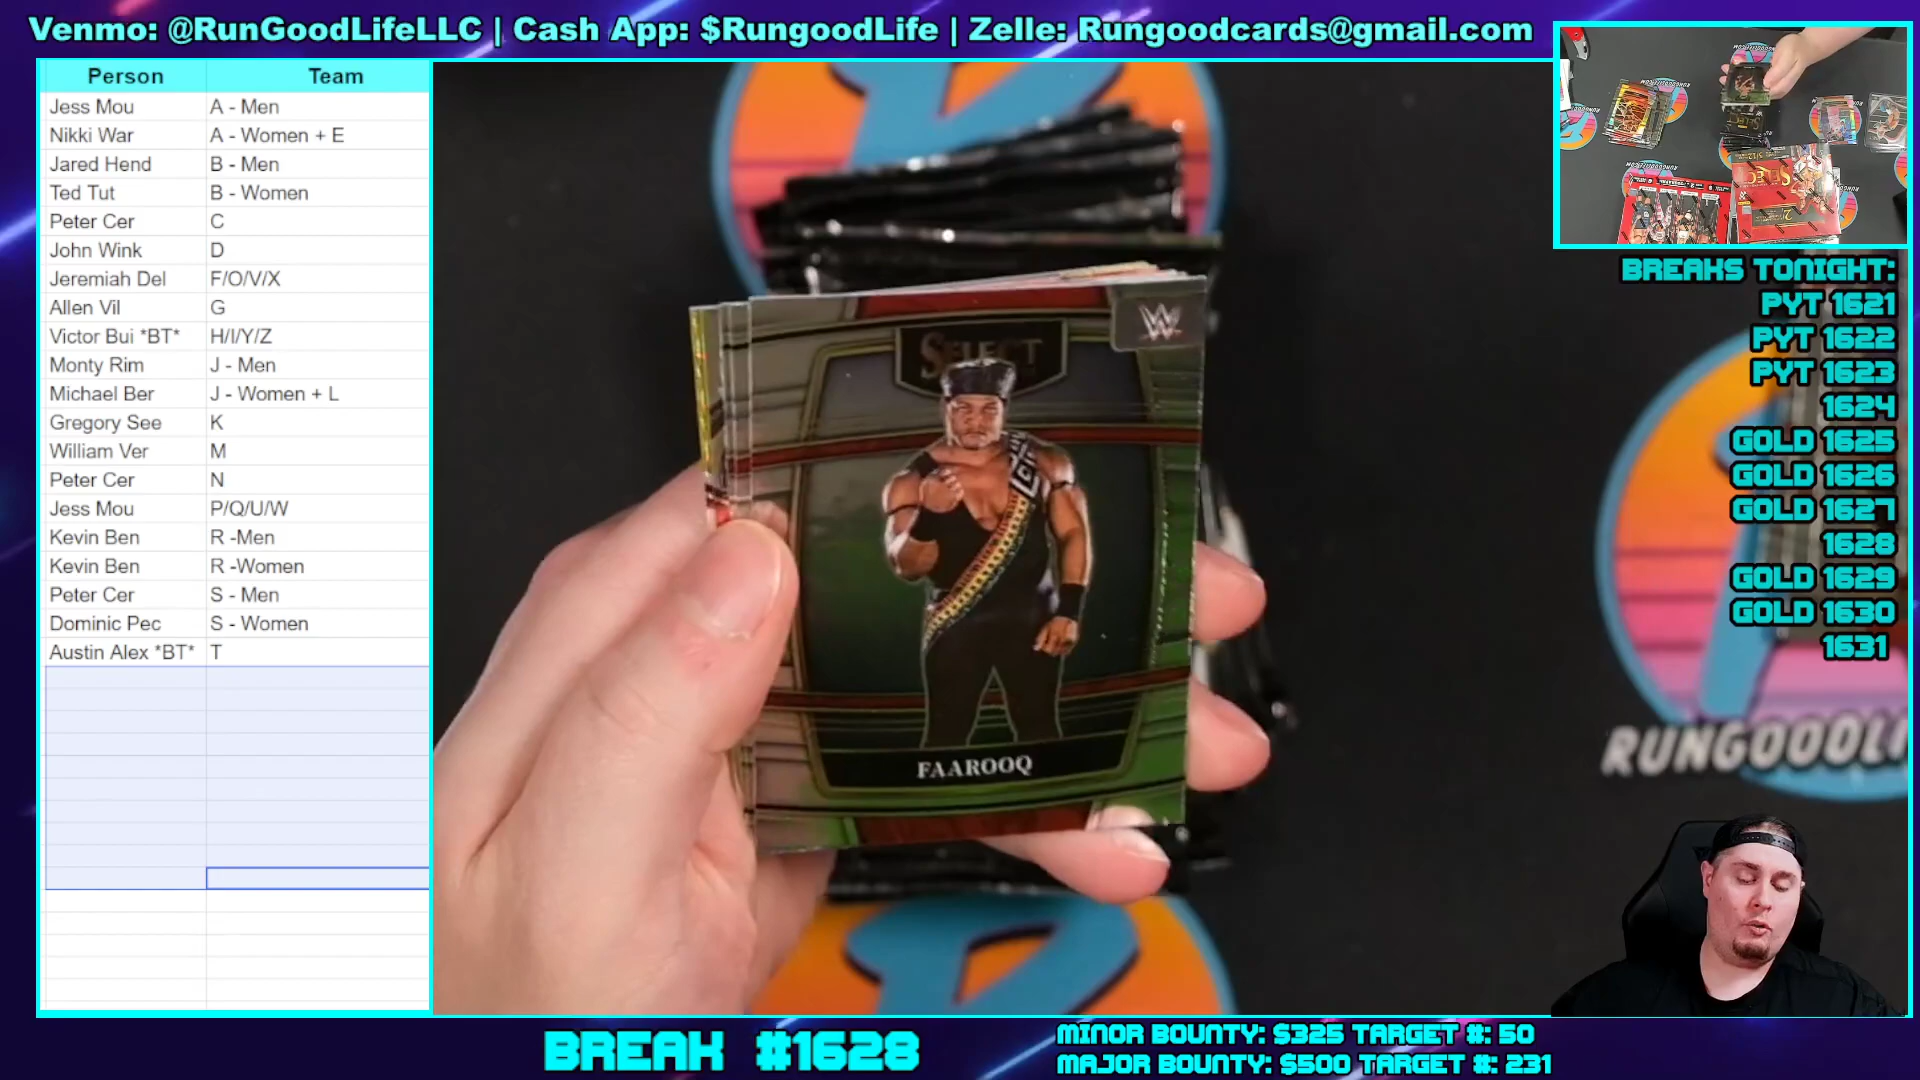 Venmo: @RunGoodLifeLLC | Cash App: $RungoodLife | Zelle: Rungoodcards@gmail.com
Person Team
Jess Mou A - Men
Nikki War A - Women + E
Jared Hend B - Men
Ted Tut B - Women
Peter Cer C
John Wink D
Jeremiah Del F/O/V/X
Allen Vil G
Victor Bui *BT* H/I/Y/Z
Monty Rim J - Men
Michael Ber J - Women + L
Gregory See K
William Ver M
Peter Cer N
Jess Mou P/Q/U/W
Kevin Ben R -Men
Kevin Ben R -Women
Peter Cer S - Men
Dominic Pec S - Women
Austin Alex *BT* T
SELECT
W
FAAROOQ
BREAKS TONIGHT:
PYT 1621
PYT 1622
PYT 1623
1624
GOLD 1625
GOLD 1626
GOLD 1627
1628
GOLD 1629
GOLD 1630
1631
RUNGOOOLI
BREAK #1628
MINOR BOUNTY: $325 TARGET #: 50
MAJOR BOUNTY: $500 TARGET #: 231